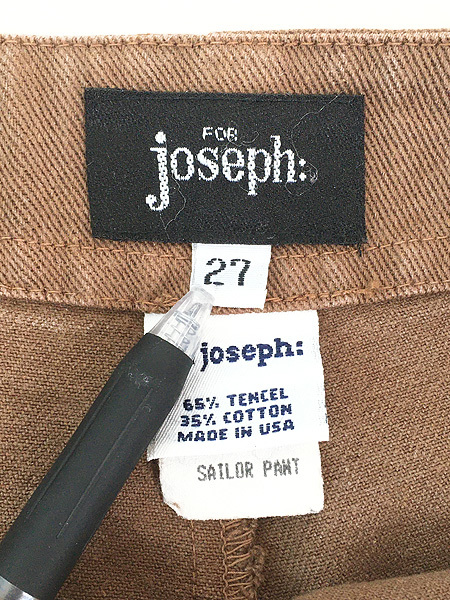 FOR
joseph:
27
joseph:
65% TENCEL
35% COTTON
MADE IN USA
SAILOR PANT